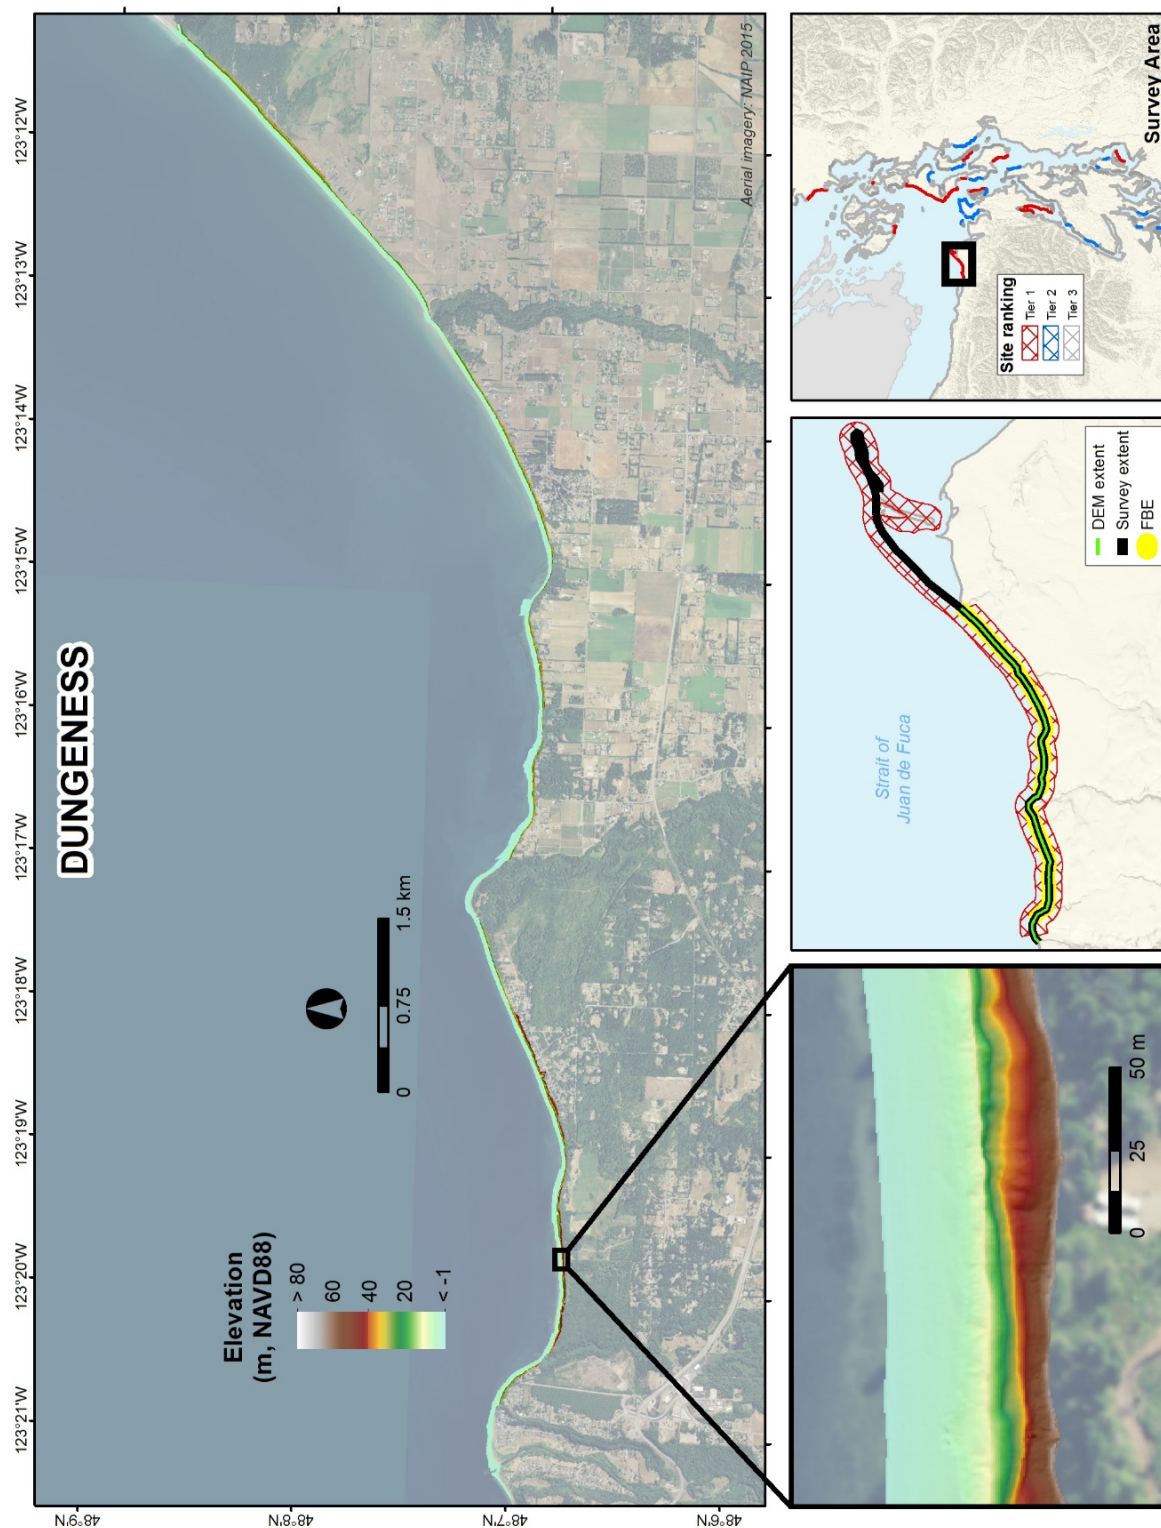 DUNGENESS
123°21'W
123°20'W
123°19'W
123°18'W
123°17'W
123°16'W
123°15'W
123°14'W
123°13'W
123°12'W
48°9'N
48°8'N
48°7'N
48°6'N
Elevation
(m, NAVD88)
> 80
60
40
20
< -1
0 0.75 1.5 km
Aerial imagery: NAIP 2015
0 25 50 m
Strait of
Juan de Fuca
DEM extent
Survey extent
FBE
Site ranking
Tier 1
Tier 2
Tier 3
Survey Area